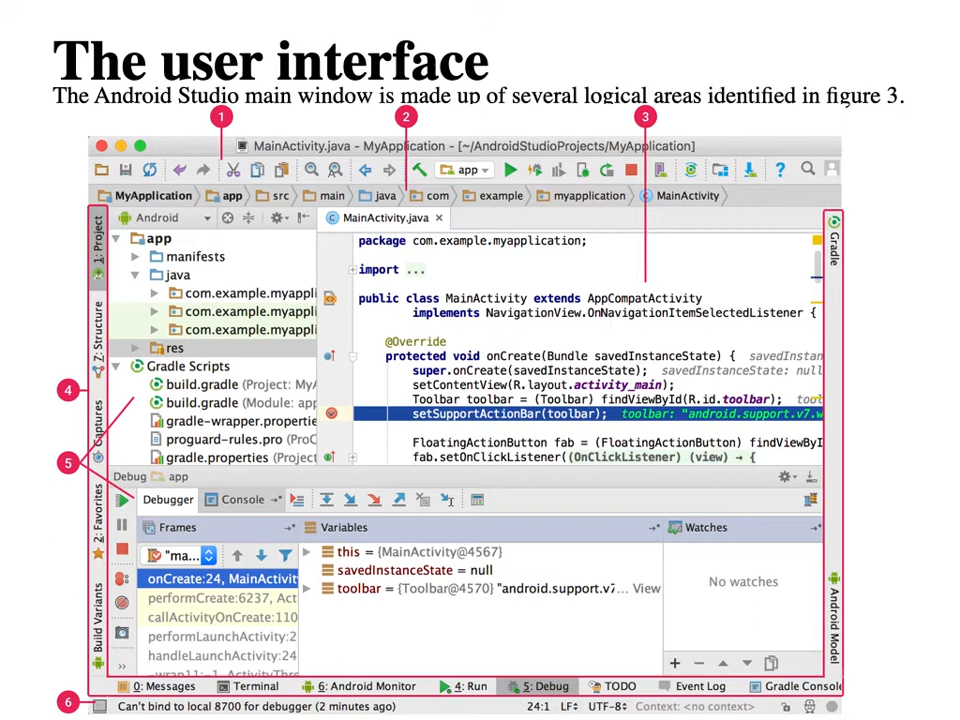 The user interface
The Android Studio main window is made up of several logical areas identified in figure 3.
1 2 3
MainActivity.java - MyApplication - [~/AndroidStudioProjects/MyApplication]
app
MyApplication app src main java com example myapplication MainActivity
1: Project
Z: Structure
Captures
2: Favorites
Build Variants
4
5
6
Android
app
manifests
java
com.example.myappli
com.example.myappli
com.example.myappli
res
Gradle Scripts
build.gradle (Project: MyA
build.gradle (Module: app
gradle-wrapper.propertie
proguard-rules.pro (ProC
gradle.properties (Project
MainActivity.java
package com.example.myapplication;
import ...
public class MainActivity extends AppCompatActivity
implements NavigationView.OnNavigationItemSelectedListener {
@Override
protected void onCreate(Bundle savedInstanceState) { savedInstan
super.onCreate(savedInstanceState); savedInstanceState: null
setContentView(R.layout.activity_main);
Toolbar toolbar = (Toolbar) findViewById(R.id.toolbar);
setSupportActionBar(toolbar); toolbar: "android.support.v7.w
FloatingActionButton fab = (FloatingActionButton) findViewByI
fab.setOnClickListener((OnClickListener) (view) → {
Gradle
Android Model
Debug app
Debugger Console
Frames Variables Watches
"ma...
onCreate:24, MainActivit
performCreate:6237, Act
callActivityOnCreate:110
performLaunchActivity:2
handleLaunchActivity:24
-wrap11:-1, ActivityThre
this = {MainActivity@4567}
savedInstanceState = null
toolbar = {Toolbar@4570} "android.support.v7... View
No watches
0: Messages Terminal 6: Android Monitor 4: Run 5: Debug TODO Event Log Gradle Console
Can't bind to local 8700 for debugger (2 minutes ago) 24:1 LF UTF-8 Context: <no context>